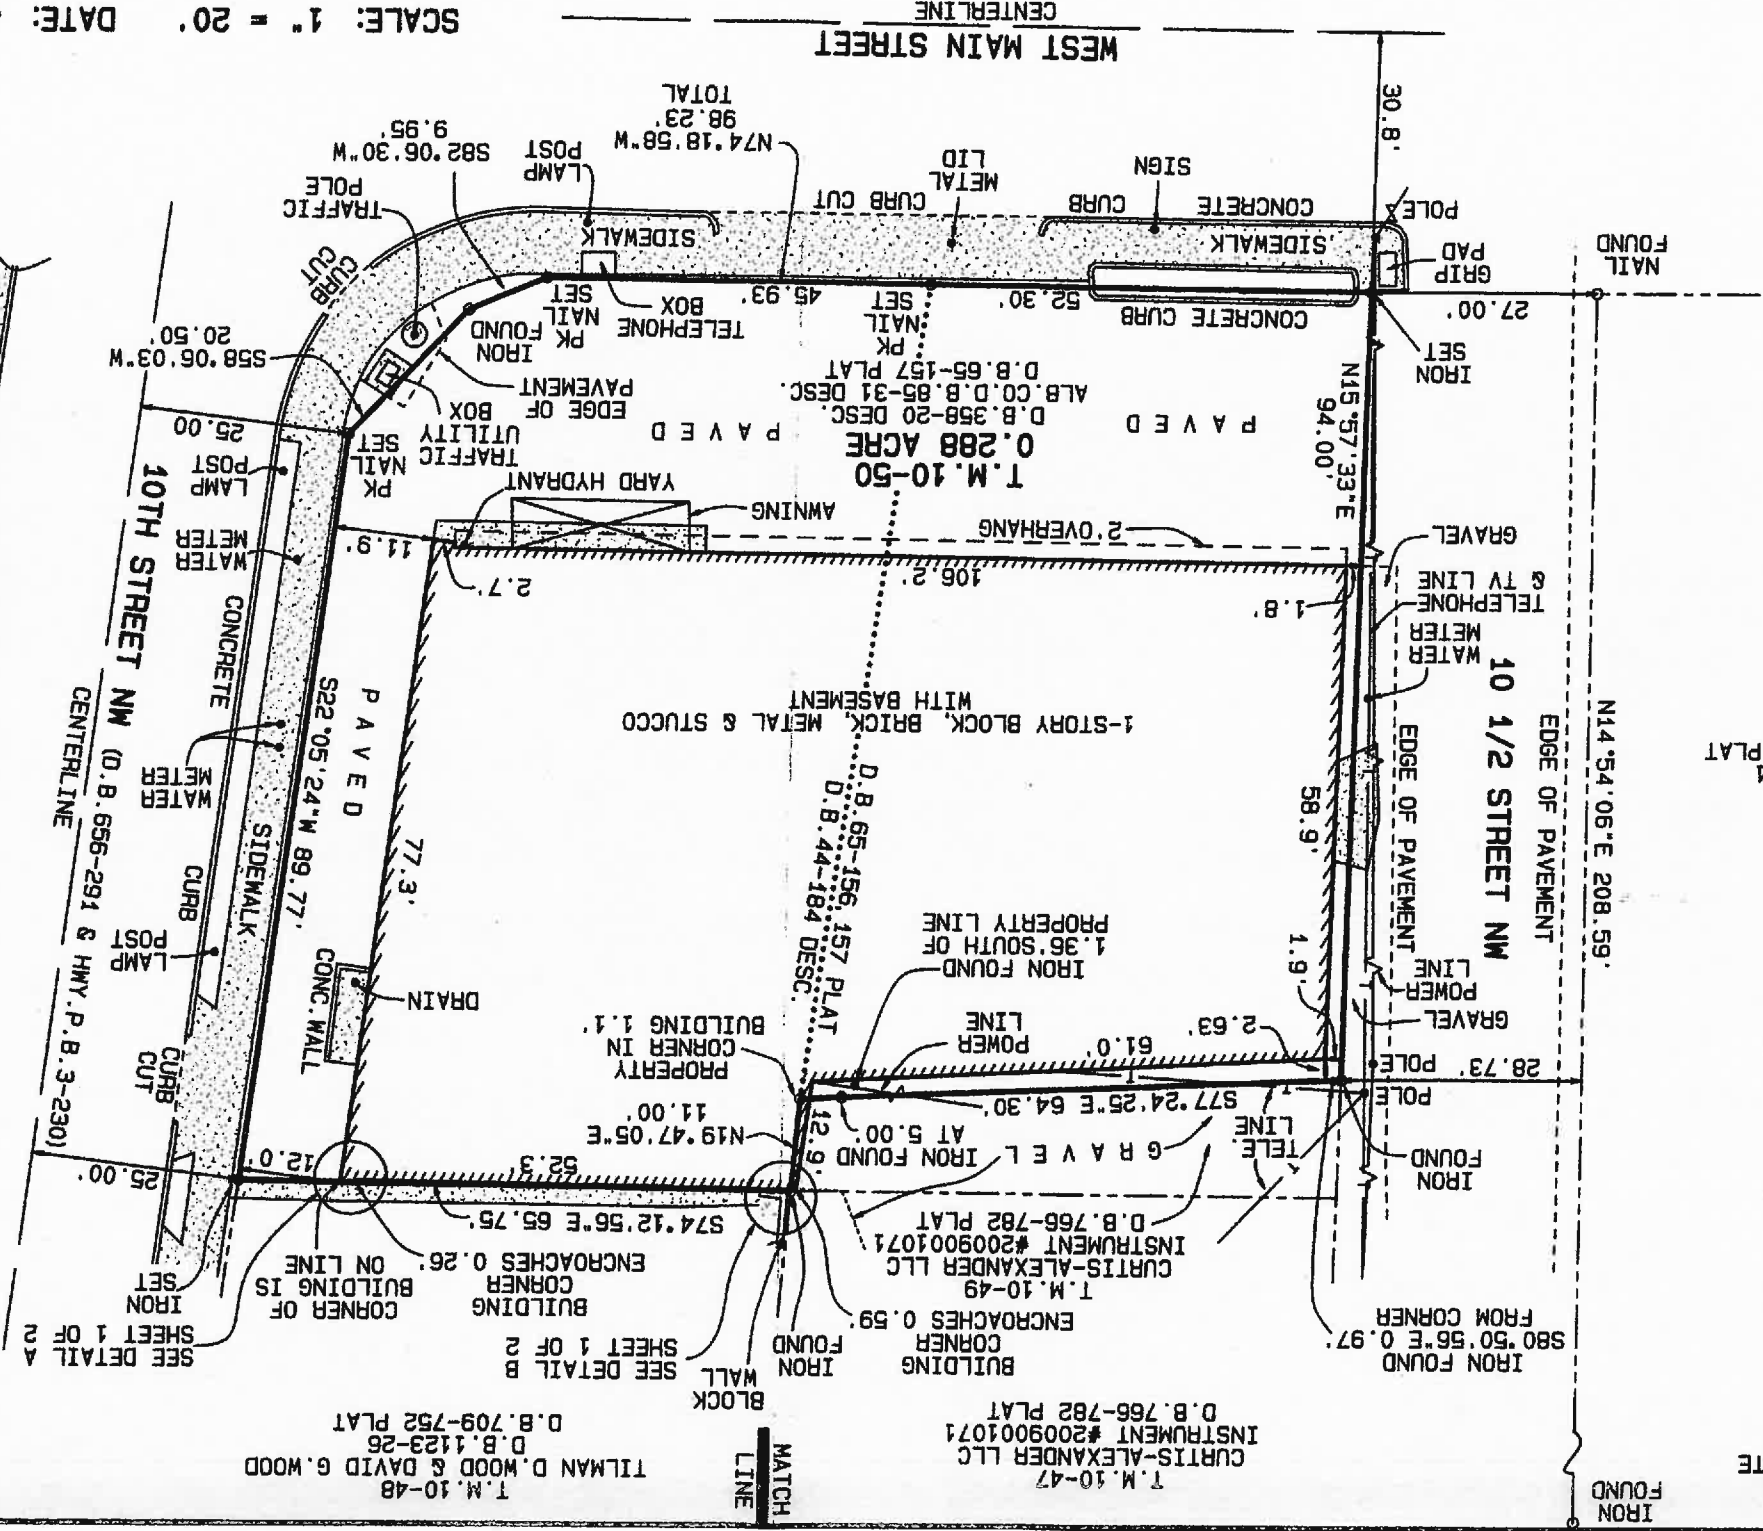 IRON
FOUND
TE
T.M.10-47
CURTIS-ALEXANDER LLC
INSTRUMENT #2009001071
D.B.766-782 PLAT
MATCH
LINE
T.M.10-48
TILMAN D.WOOD & DAVID G.WOOD
D.B.1123-26
D.B.709-752 PLAT
IRON FOUND
S80°50'56"E 0.97'
FROM CORNER
BUILDING
CORNER
ENCROACHES 0.59'
IRON
FOUND
BLOCK
WALL
SEE DETAIL B
SHEET 1 OF 2
BUILDING
CORNER
ENCROACHES 0.26'
CORNER OF
BUILDING IS
ON LINE
SEE DETAIL A
SHEET 1 OF 2
IRON
SET
T.M.10-49
CURTIS-ALEXANDER LLC
INSTRUMENT #2009001071
D.B.766-782 PLAT
S74°12'56"E 65.75'
52.3'
12.0'
25.00'
IRON
FOUND
TELE.
LINE
GRAVEL
IRON FOUND
AT 5.00'
12.9'
N19°47'05"E
11.00'
POLE
POLE
28.73'
S77°24'25"E 64.30'
61.0'
2.63'
1.9'
POWER
LINE
PROPERTY
CORNER IN
BUILDING 1.1'
GRAVEL
POWER
LINE
IRON FOUND
1.36'SOUTH OF
PROPERTY LINE
DRAIN
CONC.WALL
CURB
CUT
LAMP
POST
CURB
SIDEWALK
N14°54'06"E 208.59'
EDGE OF PAVEMENT
10 1/2 STREET NW
EDGE OF PAVEMENT
PLAT
58.9'
D.B.65-156, 157 PLAT
D.B.44-184 DESC.
77.3'
PAVED
S22°05'24"W 89.77'
WATER
METER
CONCRETE
10TH STREET NW (D.B.656-291 & HWY.P.B.3-230)
CENTERLINE
1-STORY BLOCK, BRICK, METAL & STUCCO
WITH BASEMENT
WATER
METER
TELEPHONE
& TV LINE
GRAVEL
1.8'
106.2'
2.7'
11.9'
WATER
METER
2'OVERHANG
AWNING
YARD HYDRANT
LAMP
POST
25.00
N15°57'33"E
94.00'
PAVED
T.M.10-50
0.288 ACRE
D.B.358-20 DESC.
ALB.CO.D.B.85-31 DESC.
D.B.65-157 PLAT
PAVED
TRAFFIC
UTILITY
BOX
PK
NAIL
SET
EDGE OF
PAVEMENT
S58°06'03"W
20.50'
IRON
SET
27.00'
CONCRETE CURB
52.30'
PK
NAIL
SET
45.93'
TELEPHONE
BOX
PK
NAIL
SET
IRON
FOUND
CURB
CUT
NAIL
FOUND
GRIP
PAD
POLE
SIDEWALK
CONCRETE CURB
SIGN
METAL
LID
CURB CUT
SIDEWALK
LAMP
POST
TRAFFIC
POLE
S82°06'30"W
9.95'
N74°18'58"W
98.23'
TOTAL
30.8'
WEST MAIN STREET
CENTERLINE
SCALE: 1" = 20' DATE: